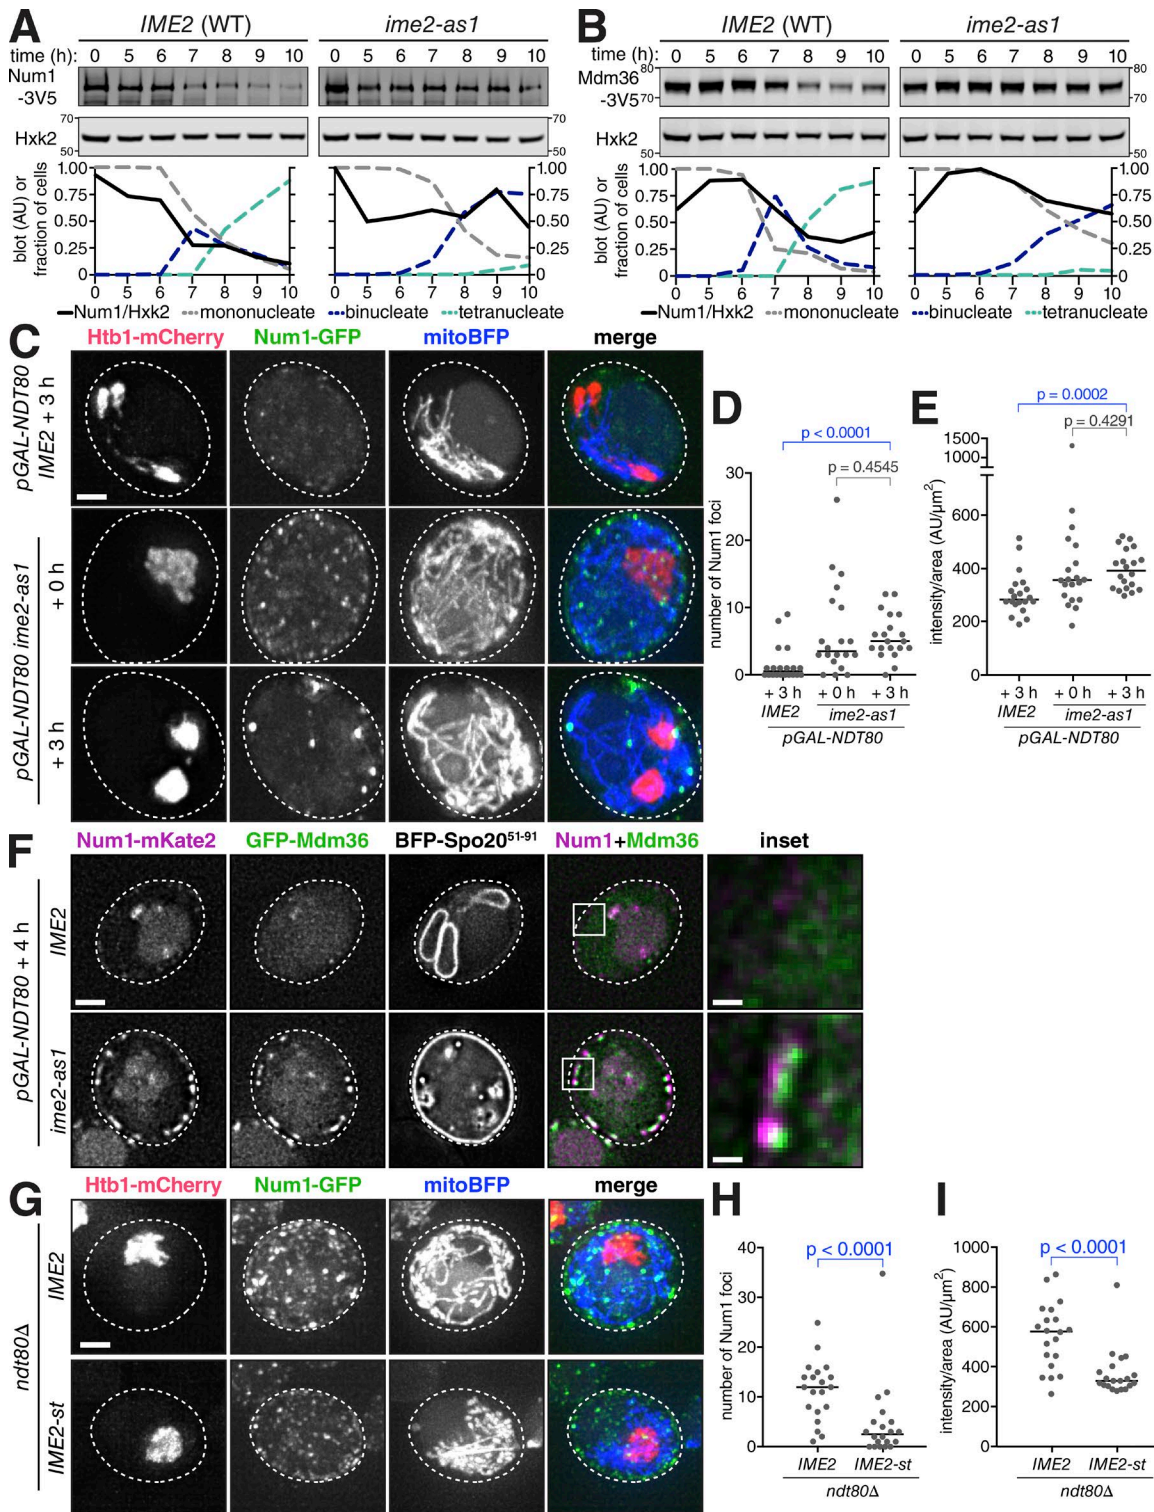 A
IME2 (WT)
ime2-as1
time (h): 0 5 6 7 8 9 10 0 5 6 7 8 9 10
Num1
-3V5
Hxk2
70
50
70
50
blot (AU) or
fraction of cells
1.00
0.75
0.50
0.25
0
1.00
0.75
0.50
0.25
0
0 5 6 7 8 9 10 0 5 6 7 8 9 10
Num1/Hxk2 mononucleate binucleate tetranucleate
B
IME2 (WT)
ime2-as1
time (h): 0 5 6 7 8 9 10 0 5 6 7 8 9 10
Mdm36
-3V5
80
70
80
70
Hxk2
50
50
blot (AU) or
fraction of cells
1.00
0.75
0.50
0.25
0
1.00
0.75
0.50
0.25
0
0 5 6 7 8 9 10 0 5 6 7 8 9 10
Num1/Hxk2 mononucleate binucleate tetranucleate
C
Htb1-mCherry Num1-GFP mitoBFP merge
pGAL-NDT80
IME2 + 3 h
pGAL-NDT80 ime2-as1
+ 0 h
+ 3 h
D
p < 0.0001
p = 0.4545
number of Num1 foci
30
20
10
0
+ 3 h + 0 h + 3 h
IME2 ime2-as1
pGAL-NDT80
E
p = 0.0002
p = 0.4291
intensity/area (AU/µm²)
1500
1000
600
400
200
0
+ 3 h + 0 h + 3 h
IME2 ime2-as1
pGAL-NDT80
F
Num1-mKate2 GFP-Mdm36 BFP-Spo20⁵¹⁻⁹¹ Num1+Mdm36 inset
pGAL-NDT80 + 4 h
IME2
ime2-as1
G
Htb1-mCherry Num1-GFP mitoBFP merge
ndt80Δ
IME2
IME2-st
H
p < 0.0001
number of Num1 foci
40
30
20
10
0
IME2 IME2-st
ndt80Δ
I
p < 0.0001
intensity/area (AU/µm²)
1000
800
600
400
200
0
IME2 IME2-st
ndt80Δ